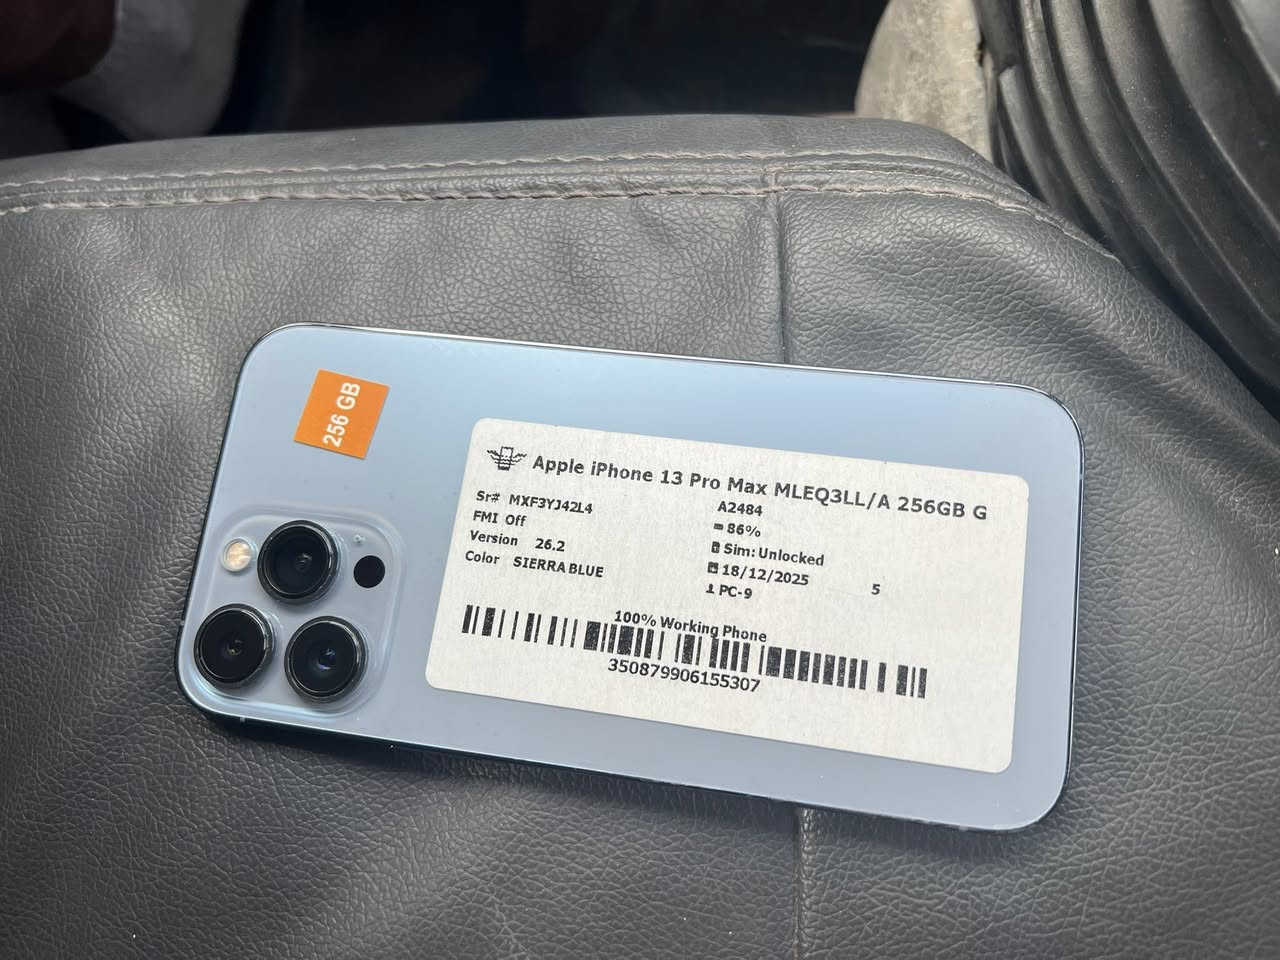 256 GB
Apple iPhone 13 Pro Max MLEQ3LL/A 256GB G
Sr# MXF3YJ42L4 A2484
FMI Off 86%
Version 26.2 Sim: Unlocked
Color SIERRA BLUE 18/12/2025 5
PC-9
100% Working Phone
350879906155307